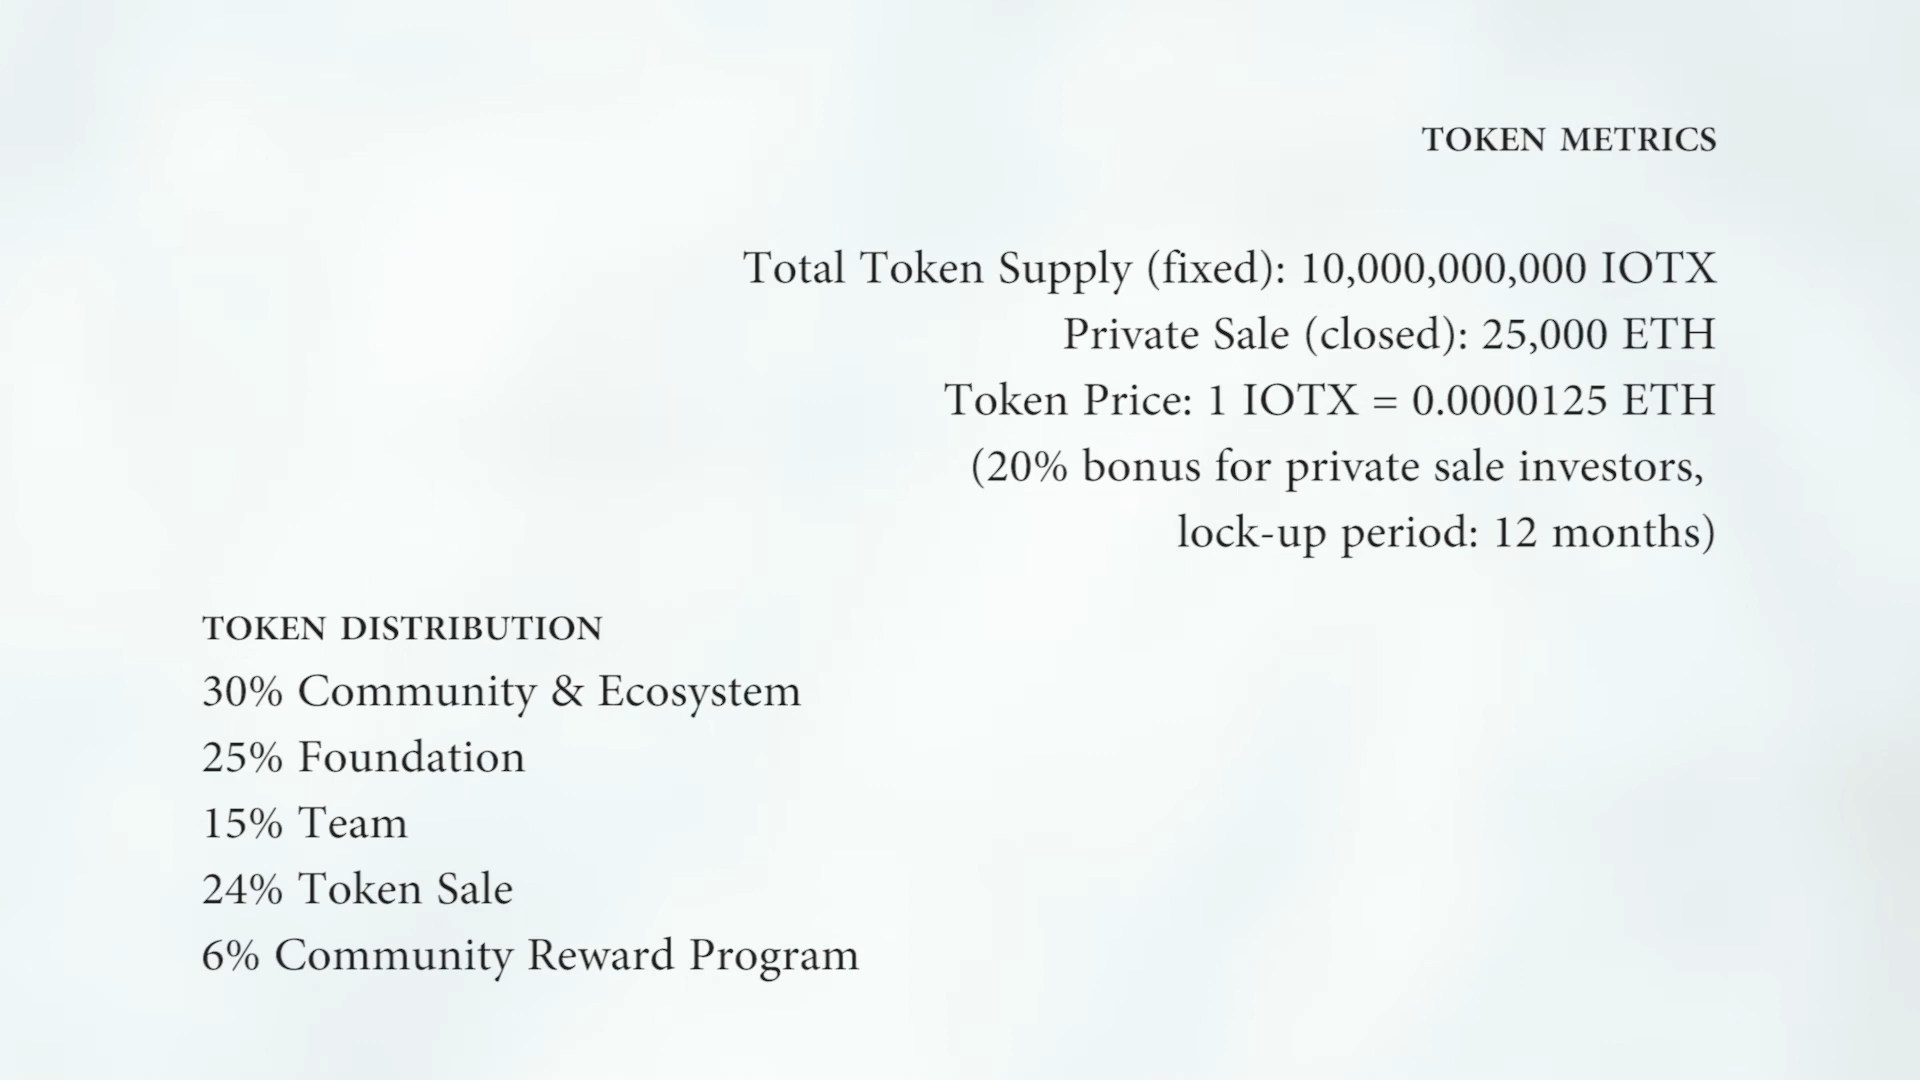 TOKEN METRICS
Total Token Supply (fixed): 10,000,000,000 IOTX
Private Sale (closed): 25,000 ETH
Token Price: 1 IOTX = 0.0000125 ETH
(20% bonus for private sale investors,
lock-up period: 12 months)
TOKEN DISTRIBUTION
30% Community & Ecosystem
25% Foundation
15% Team
24% Token Sale
6% Community Reward Program